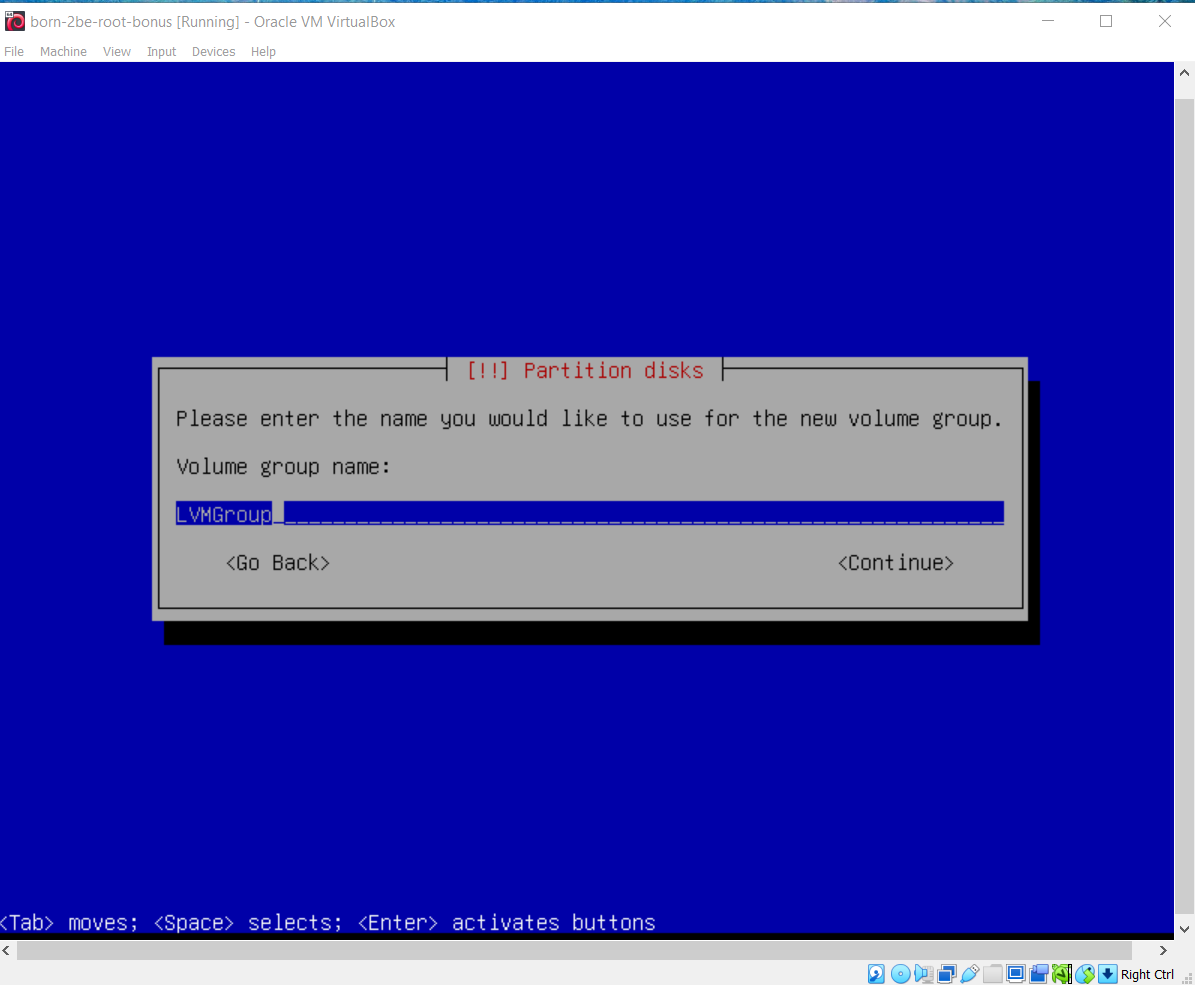 born-2be-root-bonus [Running] - Oracle VM VirtualBox
File Machine View Input Devices Help
[!!] Partition disks
Please enter the name you would like to use for the new volume group.
Volume group name:
LVMGroup
<Go Back> <Continue>
<Tab> moves; <Space> selects; <Enter> activates buttons
Right Ctrl